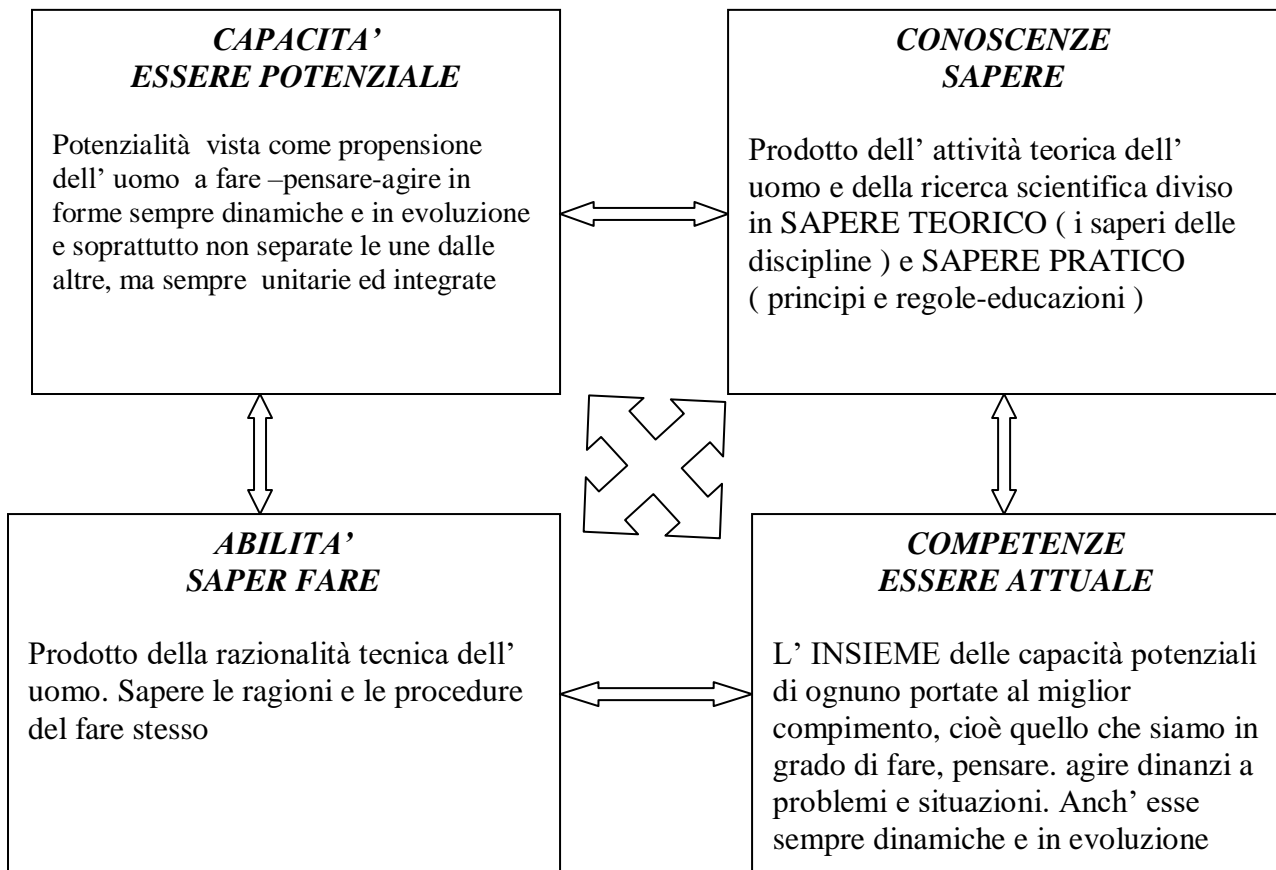 CAPACITA’
ESSERE POTENZIALE
Potenzialità vista come propensione
dell’ uomo a fare –pensare-agire in
forme sempre dinamiche e in evoluzione
e soprattutto non separate le une dalle
altre, ma sempre unitarie ed integrate
CONOSCENZE
SAPERE
Prodotto dell’ attività teorica dell’
uomo e della ricerca scientifica diviso
in SAPERE TEORICO ( i saperi delle
discipline ) e SAPERE PRATICO
( principi e regole-educazioni )
ABILITA’
SAPER FARE
Prodotto della razionalità tecnica dell’
uomo. Sapere le ragioni e le procedure
del fare stesso
COMPETENZE
ESSERE ATTUALE
L’ INSIEME delle capacità potenziali
di ognuno portate al miglior
compimento, cioè quello che siamo in
grado di fare, pensare. agire dinanzi a
problemi e situazioni. Anch’ esse
sempre dinamiche e in evoluzione